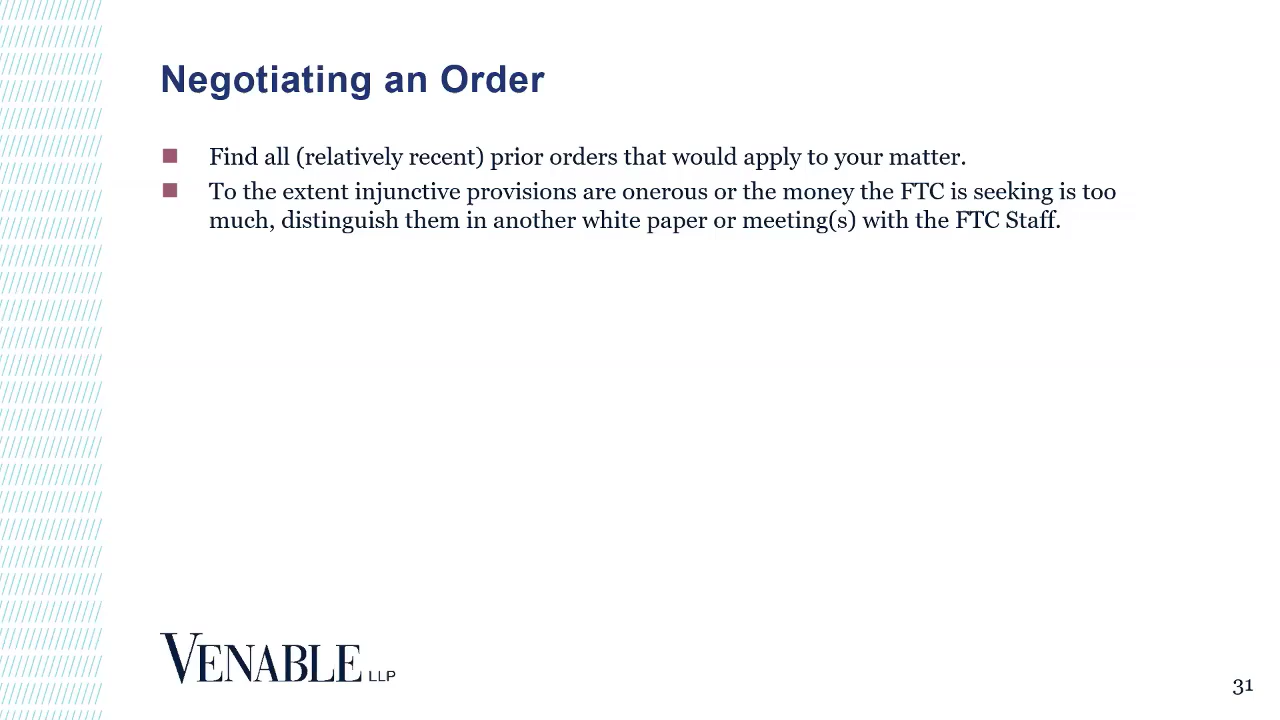 Negotiating an Order
Find all (relatively recent) prior orders that would apply to your matter.
To the extent injunctive provisions are onerous or the money the FTC is seeking is too
much, distinguish them in another white paper or meeting(s) with the FTC Staff.
VENABLE LLP
31